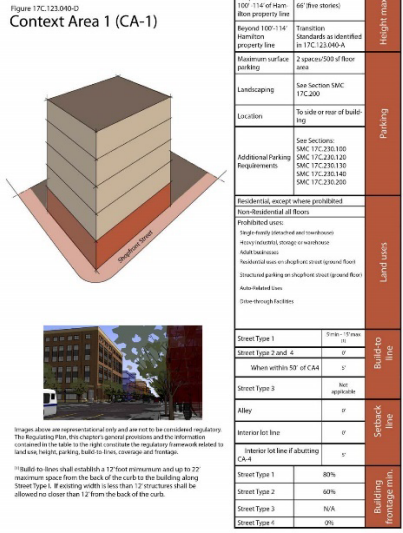 Figure 17C.123.040-D
Context Area 1 (CA-1)
Shopfront Street
Images above are representational only and are not to be considered regulatory.
The Regulating Plan, this chapter's general provisions and the information
contained in the table to the right constitute the regulatory framework related to
land use, height, parking, build-to lines, coverage and frontage.
Build-to-lines shall establish a 12' foot mimumum and up to 22'
maximum space from the back of the curb to the building along
Street Type I. If existing width is less than 12' structures shall be
allowed no closer than 12' from the back of the curb.
100'-114' of Ham-
ilton property line
66' (five stories)
Beyond 100'-114'
Hamilton
property line
Transition
Standards as identified
in 17C.123.040-A
Height max
Maximum surface
parking
2 spaces/500 sf floor
area
Landscaping
See Section SMC
17C.200
Location
To side or rear of build-
ing
Additional Parking
Requirements
See Sections:
SMC 17C.230.100
SMC 17C.230.120
SMC 17C.230.130
SMC 17C.230.140
SMC 17C.230.200
Parking
Residential, except where prohibited
Non-Residential all floors
Prohibited uses:
Single-family (detached and townhouse)
Heavy industrial, storage or warehouse
Adult businesses
Residential uses on shopfront street (ground floor)
Structured parking on shopfront street (ground floor)
Auto-Related Uses
Drive-through Facilities
Land uses
Street Type 1
5'min - 15'max
Street Type 2 and 4
0'
When within 50' of CA4
5'
Street Type 3
Not
applicable
Build-to
line
Alley
0'
Interior lot line
0'
Interior lot line if abutting
CA-4
5'
Setback
line
Street Type 1
80%
Street Type 2
60%
Street Type 3
N/A
Street Type 4
0%
Building
frontage min.